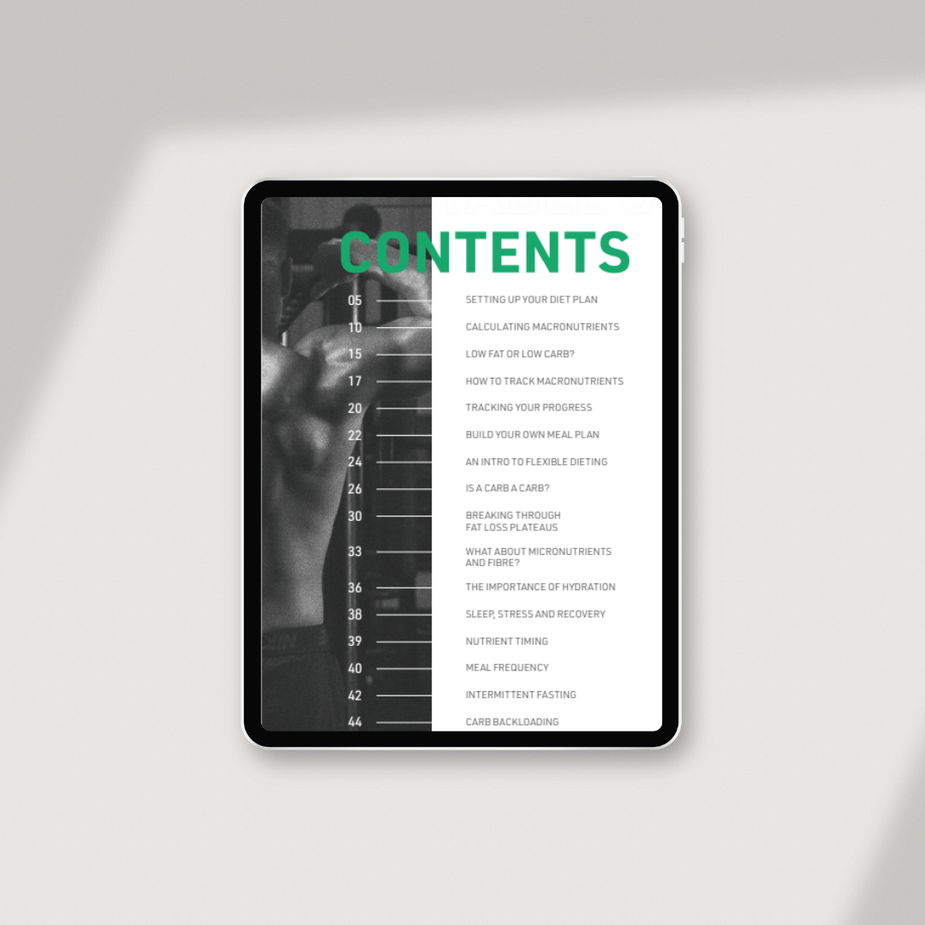 TABLE O
CONTENTS
05 SETTING UP YOUR DIET PLAN
10 CALCULATING MACRONUTRIENTS
15 LOW FAT OR LOW CARB?
17 HOW TO TRACK MACRONUTRIENTS
20 TRACKING YOUR PROGRESS
22 BUILD YOUR OWN MEAL PLAN
24 AN INTRO TO FLEXIBLE DIETING
26 IS A CARB A CARB?
30 BREAKING THROUGH
FAT LOSS PLATEAUS
33 WHAT ABOUT MICRONUTRIENTS
AND FIBRE?
36 THE IMPORTANCE OF HYDRATION
38 SLEEP, STRESS AND RECOVERY
39 NUTRIENT TIMING
40 MEAL FREQUENCY
42 INTERMITTENT FASTING
44 CARB BACKLOADING